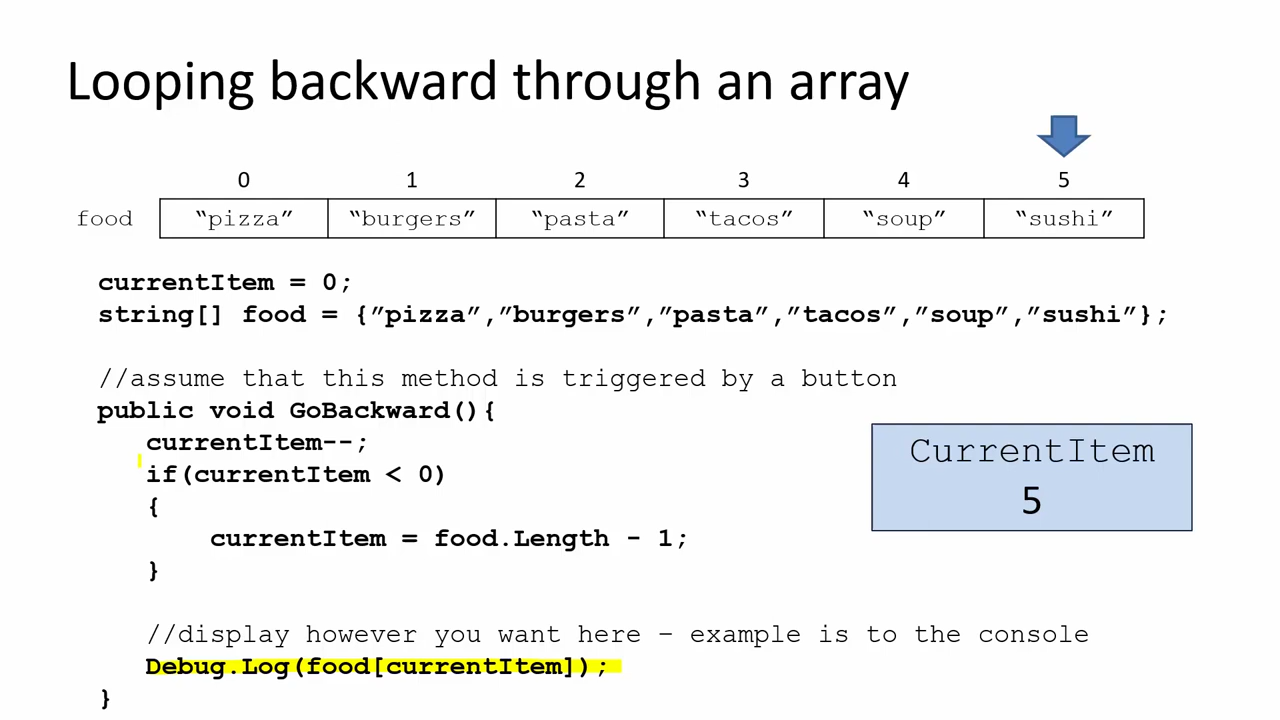 Looping backward through an array
0 1 2 3 4 5
food “pizza” “burgers” “pasta” “tacos” “soup” “sushi”
currentItem = 0;
string[] food = {”pizza”,”burgers”,”pasta”,”tacos”,”soup”,”sushi”};
//assume that this method is triggered by a button
public void GoBackward(){
currentItem--;
if(currentItem < 0)
{
currentItem = food.Length - 1;
}
//display however you want here – example is to the console
Debug.Log(food[currentItem]);
}
CurrentItem
5